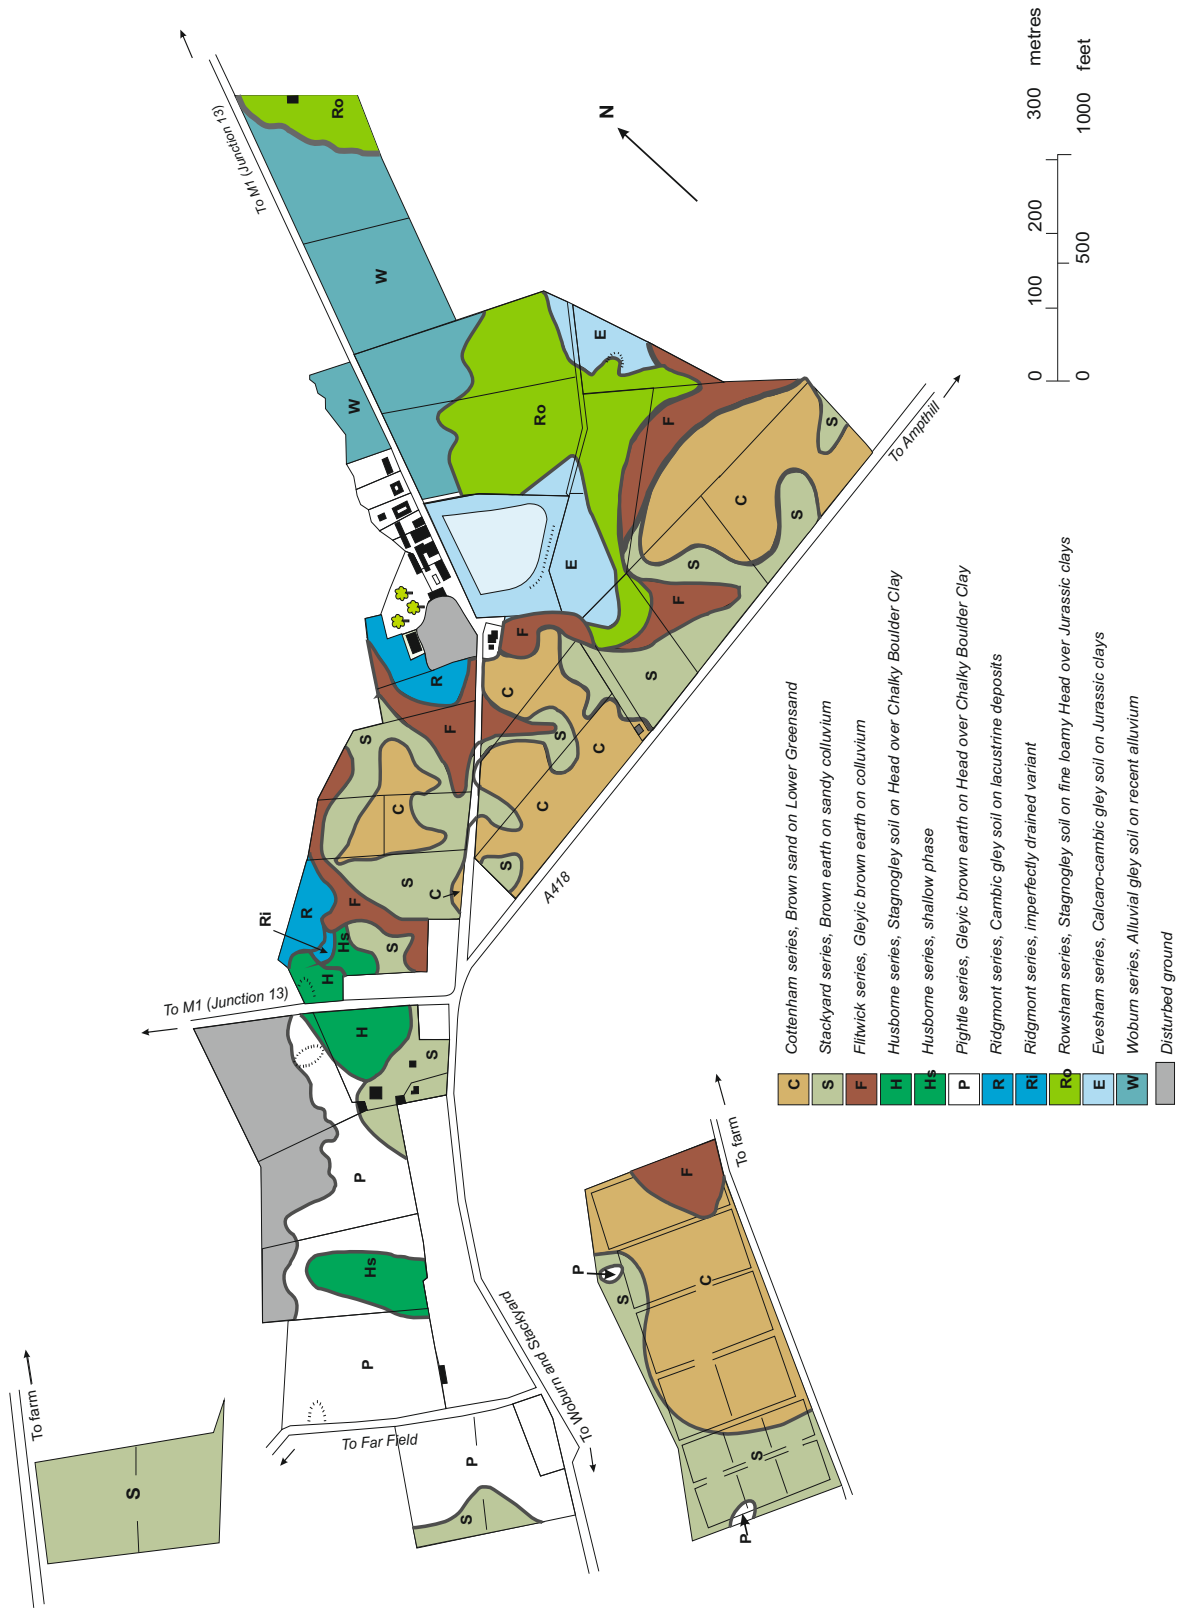 To M1 (Junction 13)
Ro
W
W
N
Ro
E
F
S
C
S
S
F
E
F
S
C
S
C
C
S
To Ampthill
A418
R
F
S
C
S
C
F
R
Ri
Hs
S
H
To M1 (Junction 13)
H
S
P
Hs
P
To Far Field
P
S
To Woburn and Stackyard
To farm
S
To farm
F
C
P
S
S
P
0 100 200 300 metres
0 500 1000 feet
C Cottenham series, Brown sand on Lower Greensand
S Stackyard series, Brown earth on sandy colluvium
F Flitwick series, Gleyic brown earth on colluvium
H Husborne series, Stagnogley soil on Head over Chalky Boulder Clay
Hs Husborne series, shallow phase
P Pightle series, Gleyic brown earth on Head over Chalky Boulder Clay
R Ridgmont series, Cambic gley soil on lacustrine deposits
Ri Ridgmont series, imperfectly drained variant
Ro Rowsham series, Stagnogley soil on fine loamy Head over Jurassic clays
E Evesham series, Calcaro-cambic gley soil on Jurassic clays
W Woburn series, Alluvial gley soil on recent alluvium
Disturbed ground